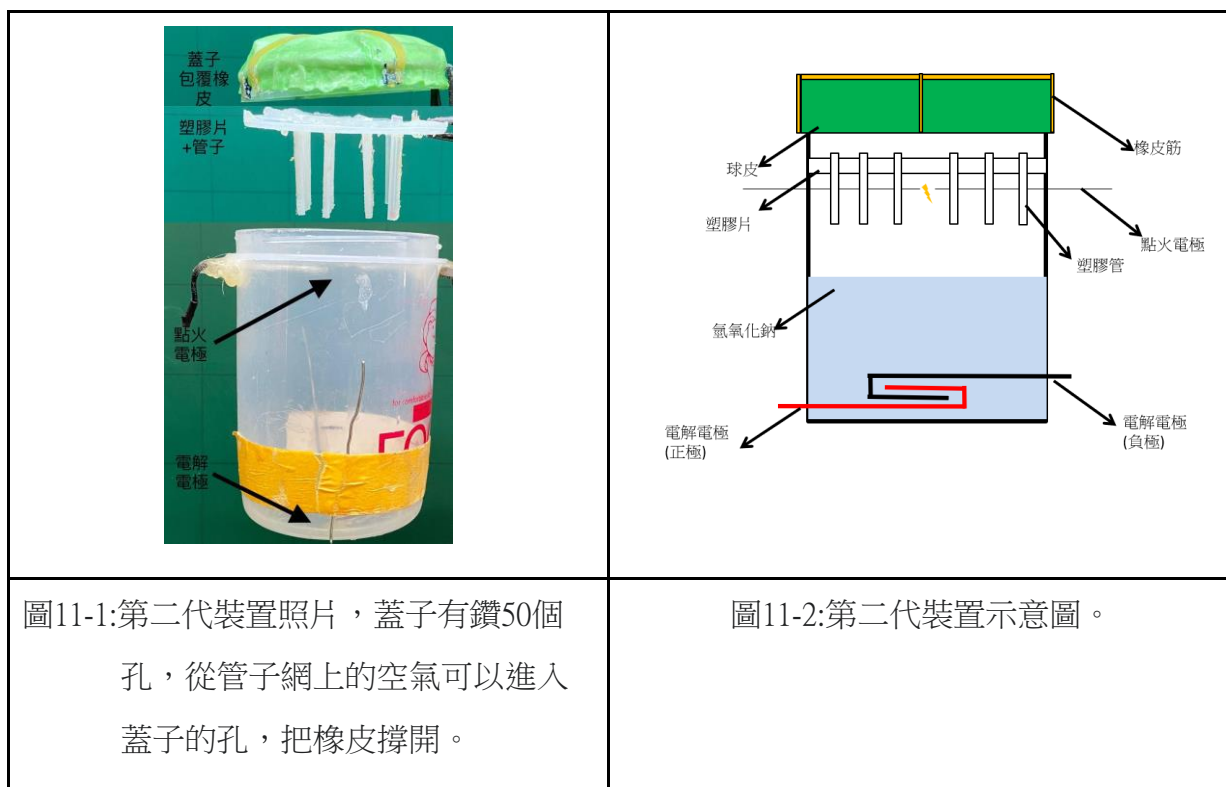 蓋子
包覆橡
皮
塑膠片
+管子
點火
電極
電解
電極
球皮
塑膠片
氫氧化鈉
電解電極
(正極)
橡皮筋
點火電極
塑膠管
電解電極
(負極)
圖11-1:第二代裝置照片，蓋子有鑽50個
孔，從管子網上的空氣可以進入
蓋子的孔，把橡皮撐開。
圖11-2:第二代裝置示意圖。